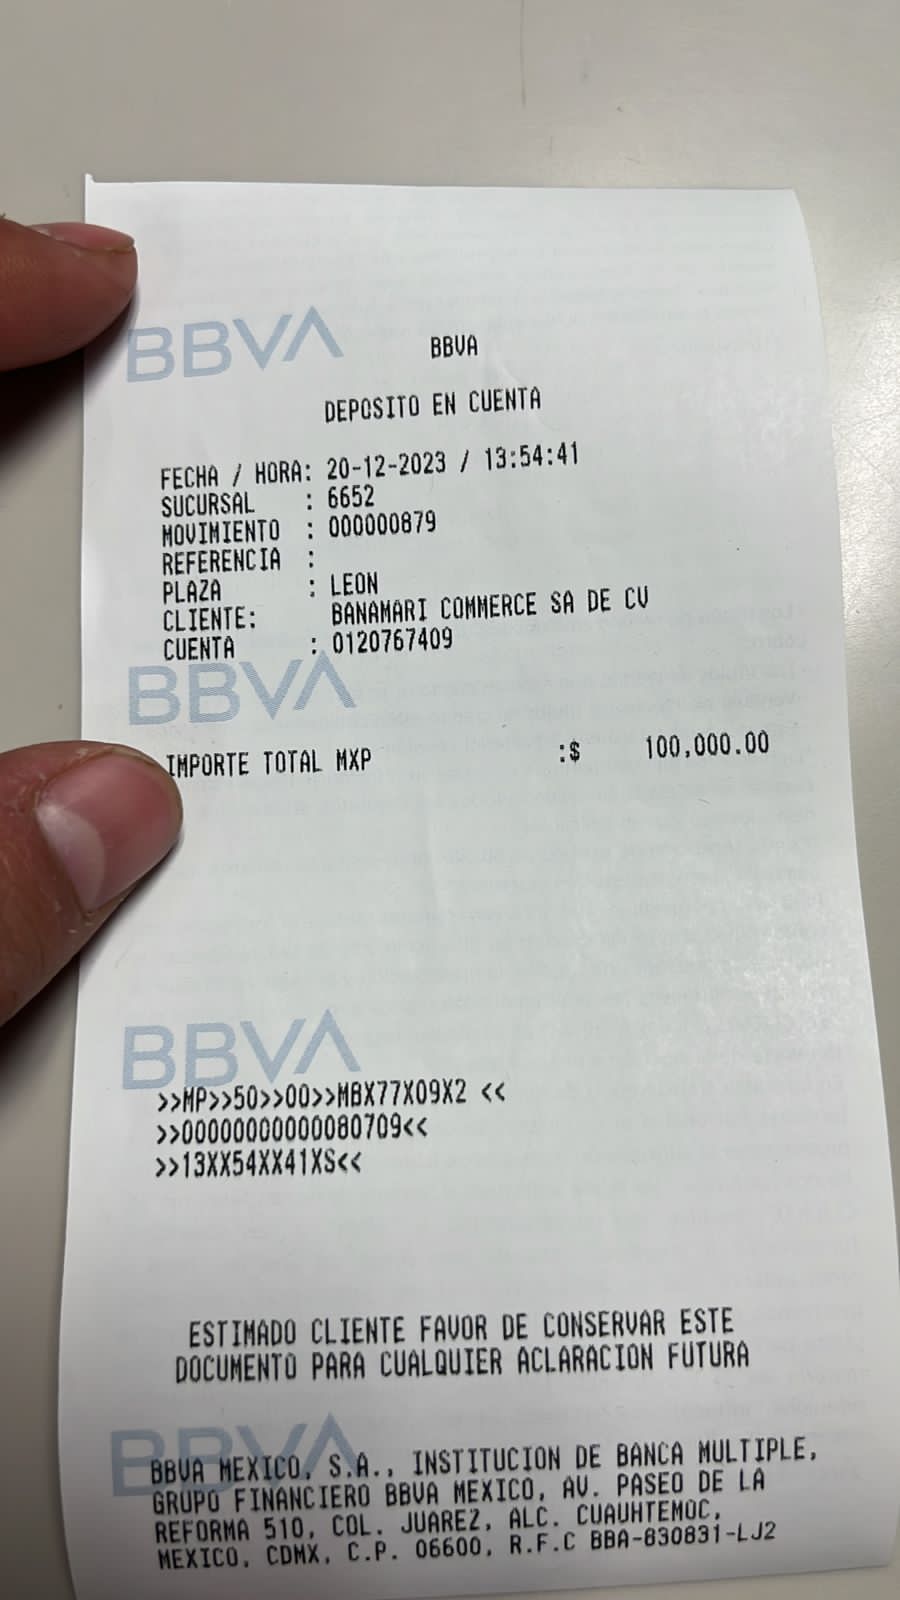 BBVA
BBVA
DEPOSITO EN CUENTA
FECHA / HORA: 20-12-2023 / 13:54:41
SUCURSAL : 6652
MOVIMIENTO : 000000879
REFERENCIA :
PLAZA : LEON
CLIENTE: BANAMARI COMMERCE SA DE CV
CUENTA : 0120767409
BBVA
IMPORTE TOTAL MXP :$ 100,000.00
BBVA
>>MP>>50>>00>>MBX77X09X2 <<
>>00000000000080709<<
>>13XX54XX41XS<<
ESTIMADO CLIENTE FAVOR DE CONSERVAR ESTE
DOCUMENTO PARA CUALQUIER ACLARACION FUTURA
BBVA
BBVA MEXICO, S.A., INSTITUCION DE BANCA MULTIPLE,
GRUPO FINANCIERO BBVA MEXICO, AV. PASEO DE LA
REFORMA 510, COL. JUAREZ, ALC. CUAUHTEMOC,
MEXICO, CDMX, C.P. 06600, R.F.C BBA-830831-LJ2